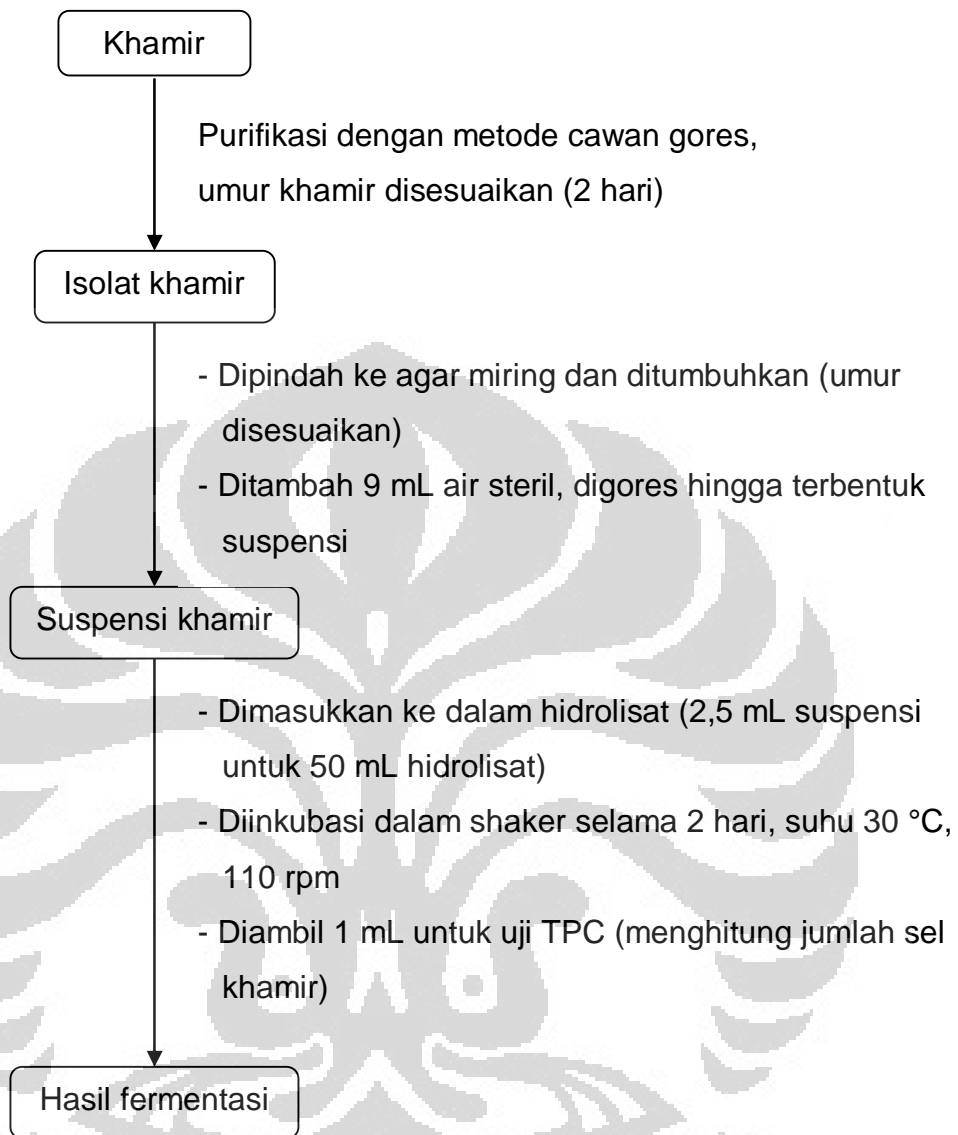 Khamir
Purifikasi dengan metode cawan gores,
umur khamir disesuaikan (2 hari)
Isolat khamir
- Dipindah ke agar miring dan ditumbuhkan (umur
disesuaikan)
- Ditambah 9 mL air steril, digores hingga terbentuk
suspensi
Suspensi khamir
- Dimasukkan ke dalam hidrolisat (2,5 mL suspensi
untuk 50 mL hidrolisat)
- Diinkubasi dalam shaker selama 2 hari, suhu 30 °C,
110 rpm
- Diambil 1 mL untuk uji TPC (menghitung jumlah sel
khamir)
Hasil fermentasi